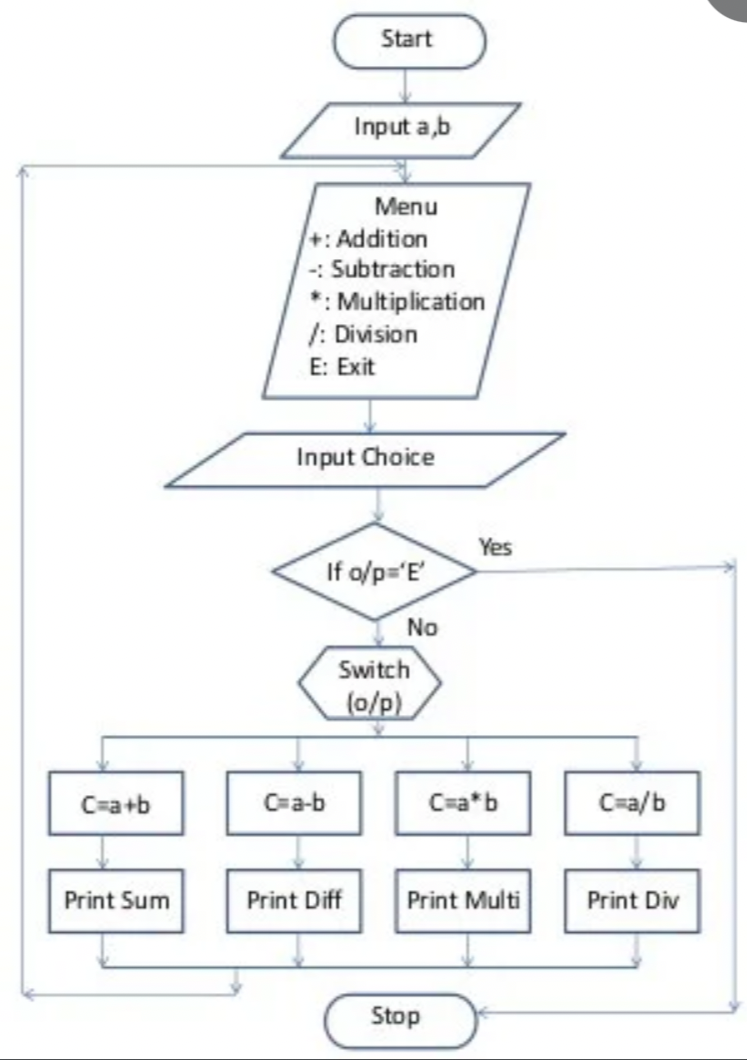 Start
Input a,b
Menu
+: Addition
-: Subtraction
*: Multiplication
/: Division
E: Exit
Input Choice
If o/p=‘E’
Yes
No
Switch
(o/p)
C=a+b
C=a-b
C=a*b
C=a/b
Print Sum
Print Diff
Print Multi
Print Div
Stop